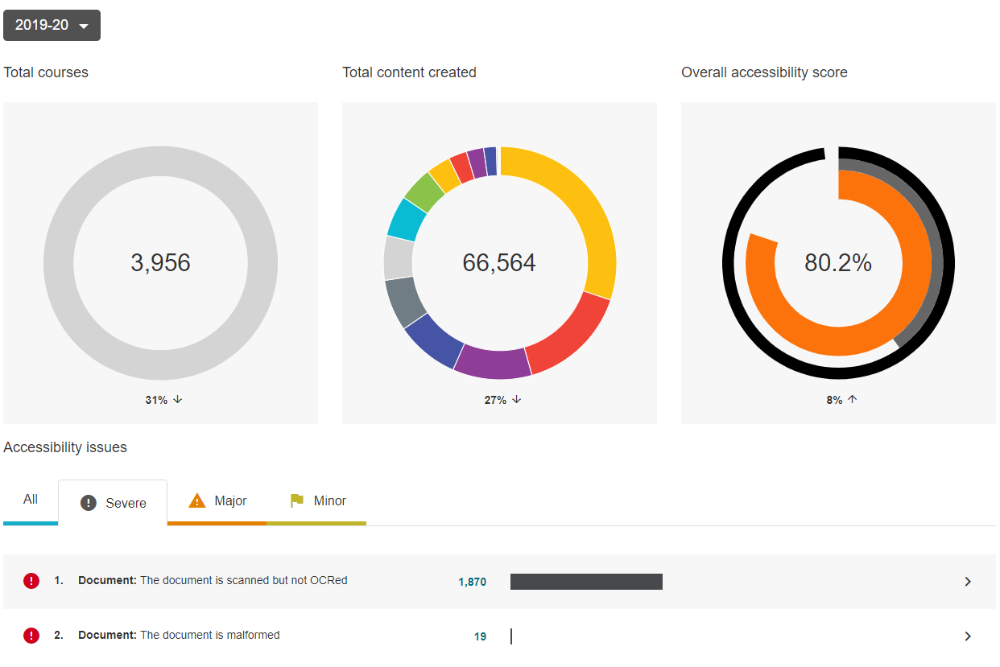 2019-20
Total courses
Total content created
Overall accessibility score
3,956
66,564
80.2%
31% ↓
27% ↓
8% ↑
Accessibility issues
All
Severe
Major
Minor
1. Document: The document is scanned but not OCRed 1,870
2. Document: The document is malformed 19